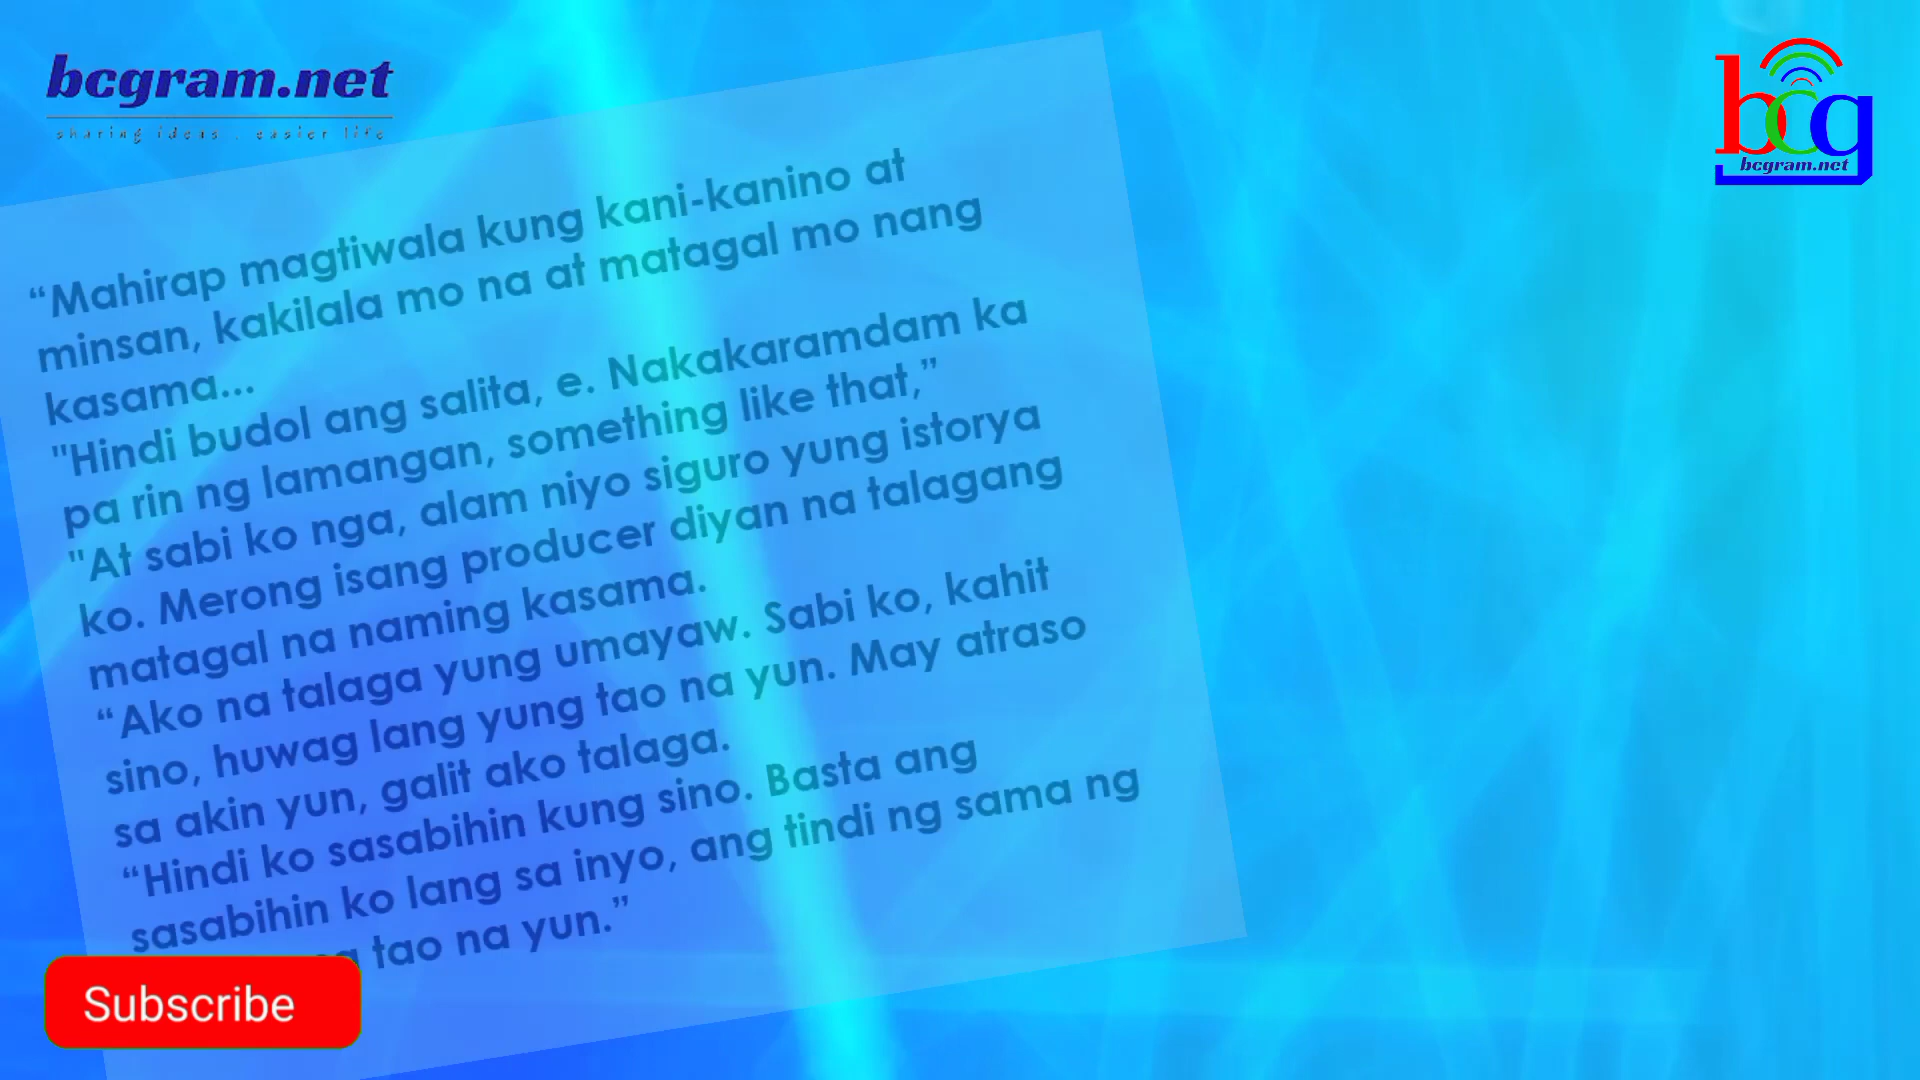 bcgram.net
sharing ideas . easier life
bcg
bcgram.net
“Mahirap magtiwala kung kani-kanino at
minsan, kakilala mo na at matagal mo nang
kasama...
"Hindi budol ang salita, e. Nakakaramdam ka
pa rin ng lamangan, something like that,”
"At sabi ko nga, alam niyo siguro yung istorya
ko. Merong isang producer diyan na talagang
matagal na naming kasama.
“Ako na talaga yung umayaw. Sabi ko, kahit
sino, huwag lang yung tao na yun. May atraso
sa akin yun, galit ako talaga.
“Hindi ko sasabihin kung sino. Basta ang
sasabihin ko lang sa inyo, ang tindi ng sama ng
tao na yun.”
Subscribe